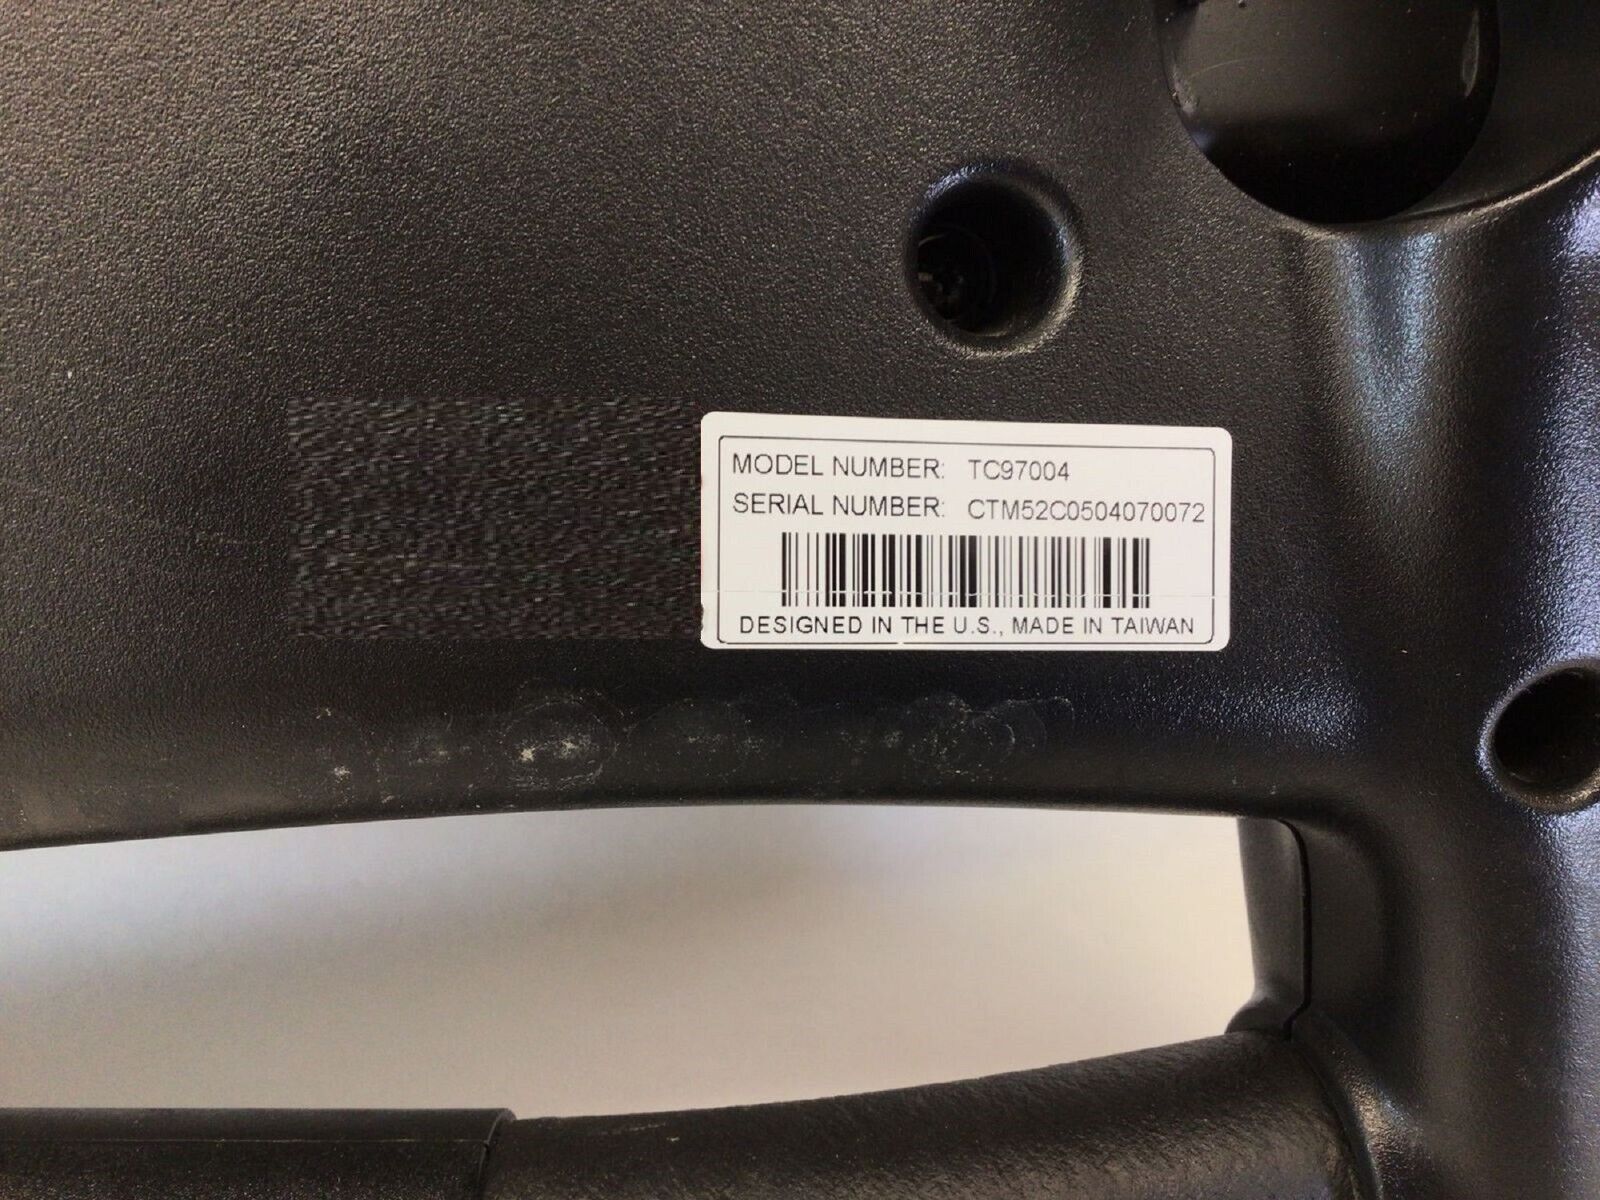 MODEL NUMBER: TC97004
SERIAL NUMBER: CTM52C0504070072
DESIGNED IN THE U.S., MADE IN TAIWAN